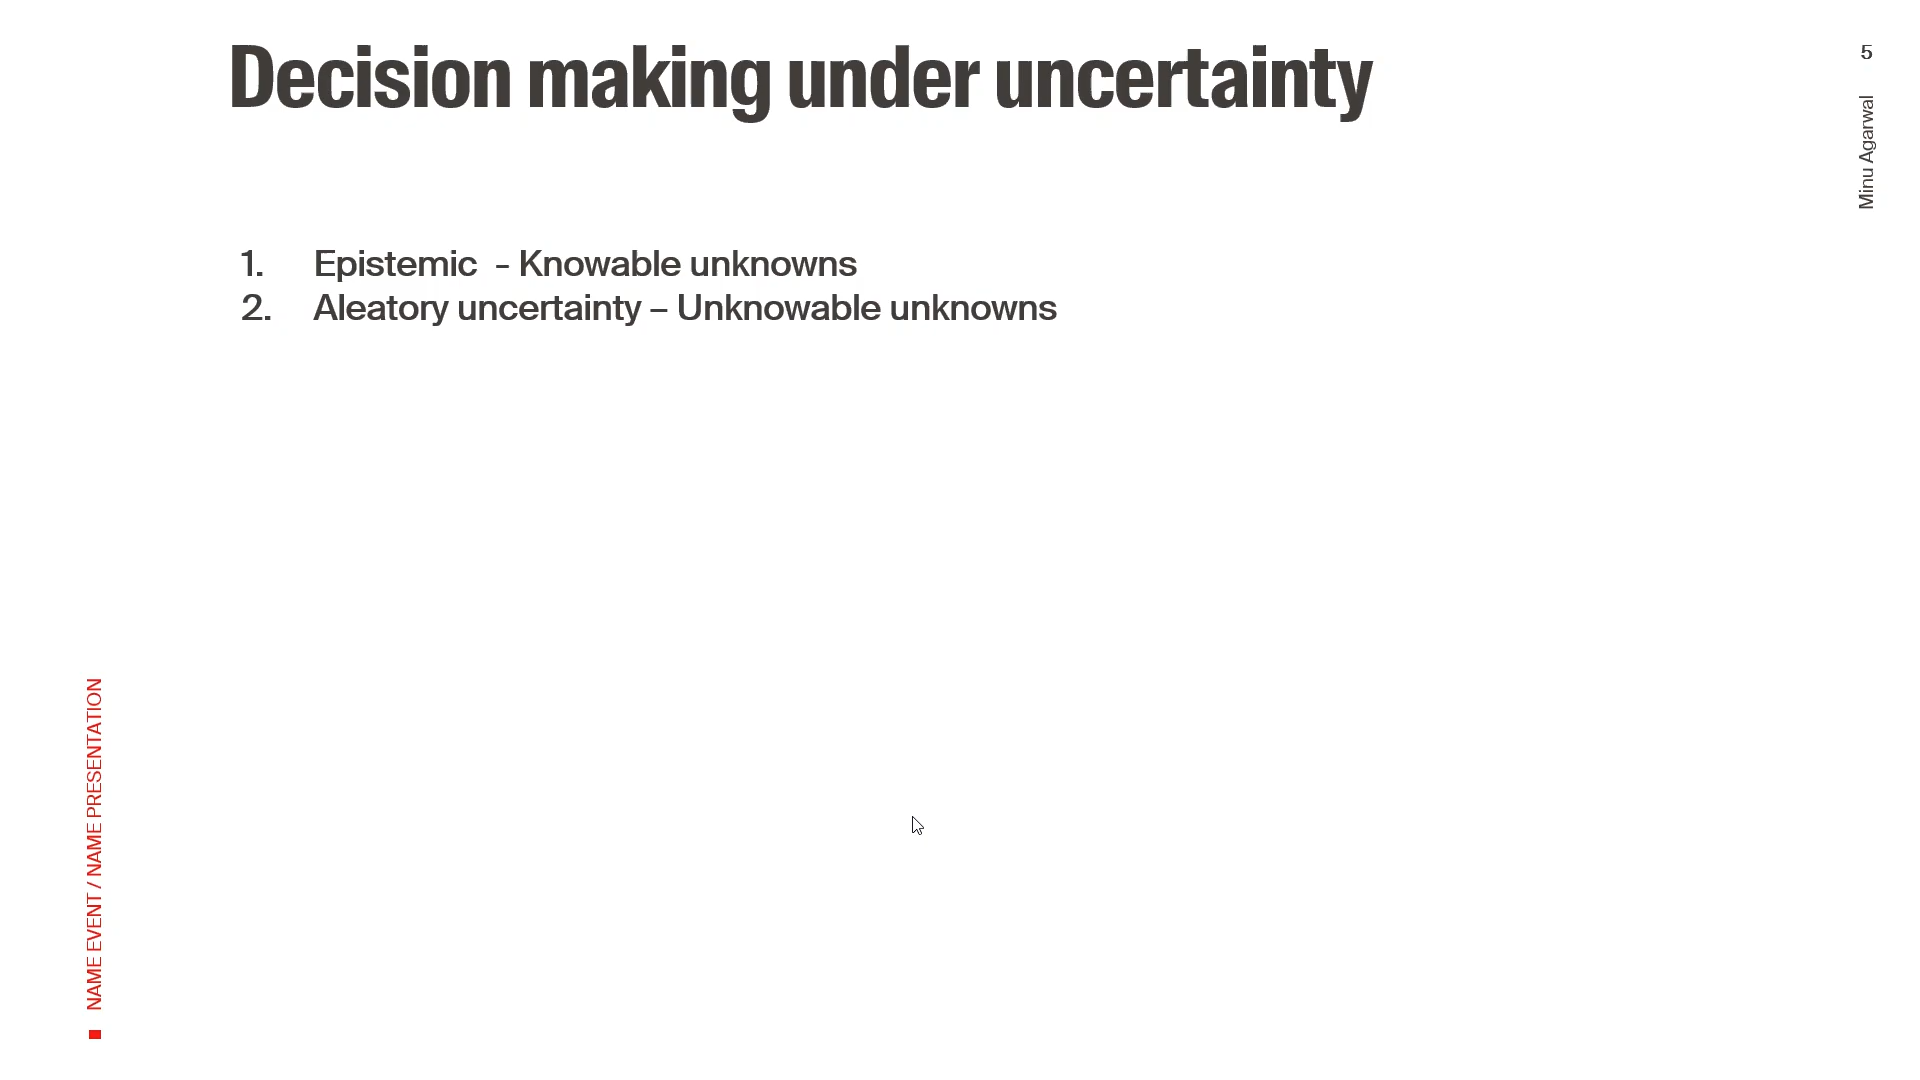 Decision making under uncertainty
5
Minu Agarwal
1. Epistemic - Knowable unknowns
2. Aleatory uncertainty – Unknowable unknowns
NAME EVENT / NAME PRESENTATION